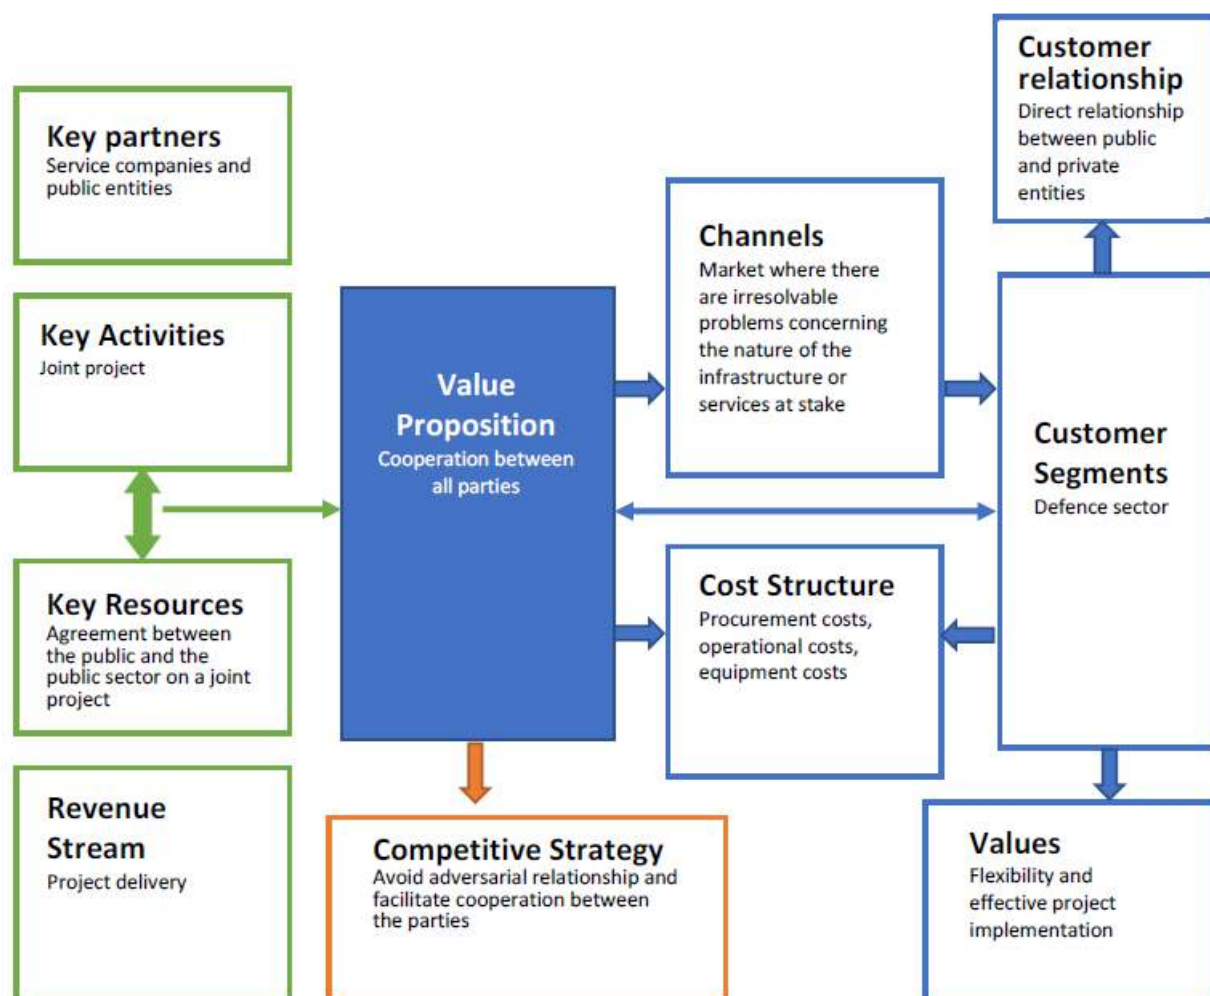 Key partners
Service companies and
public entities
Key Activities
Joint project
Key Resources
Agreement between
the public and the
public sector on a joint
project
Revenue
Stream
Project delivery
Value
Proposition
Cooperation between
all parties
Competitive Strategy
Avoid adversarial relationship and
facilitate cooperation between
the parties
Channels
Market where there
are irresolvable
problems concerning
the nature of the
infrastructure or
services at stake
Cost Structure
Procurement costs,
operational costs,
equipment costs
Customer
relationship
Direct relationship
between public
and private
entities
Customer
Segments
Defence sector
Values
Flexibility and
effective project
implementation